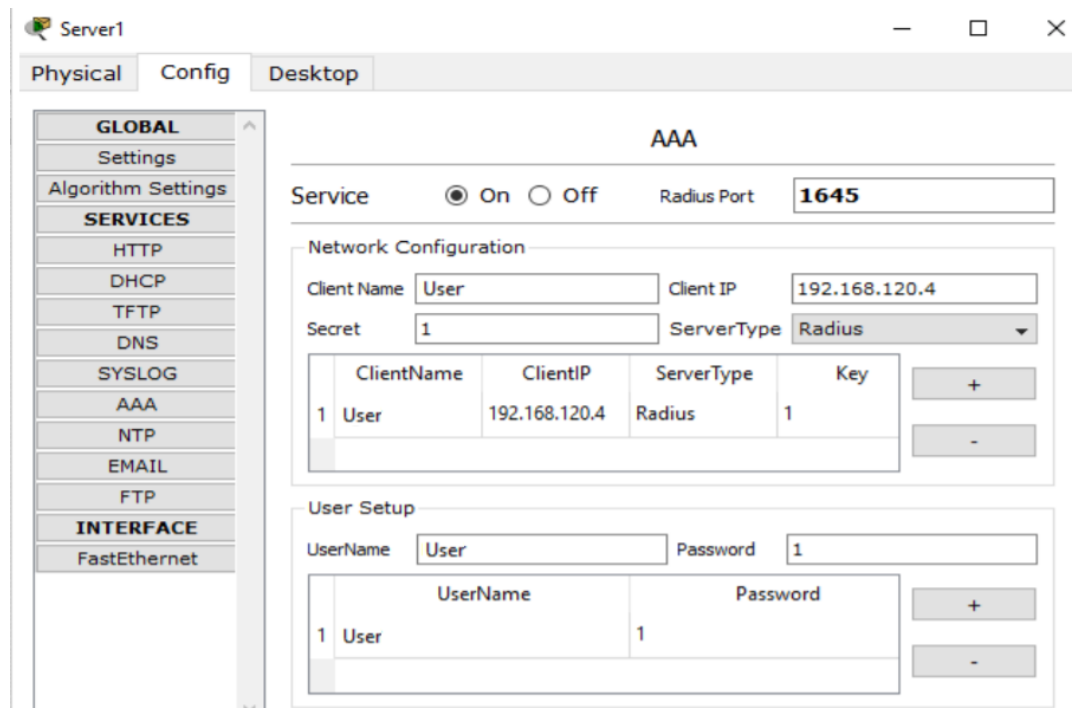 Server1
Physical Config Desktop
GLOBAL
Settings
Algorithm Settings
SERVICES
HTTP
DHCP
TFTP
DNS
SYSLOG
AAA
NTP
EMAIL
FTP
INTERFACE
FastEthernet
AAA
Service On Off Radius Port 1645
Network Configuration
Client Name User Client IP 192.168.120.4
Secret 1 ServerType Radius
ClientName ClientIP ServerType Key
1 User 192.168.120.4 Radius 1
+
-
User Setup
UserName User Password 1
UserName Password
1 User 1
+
-